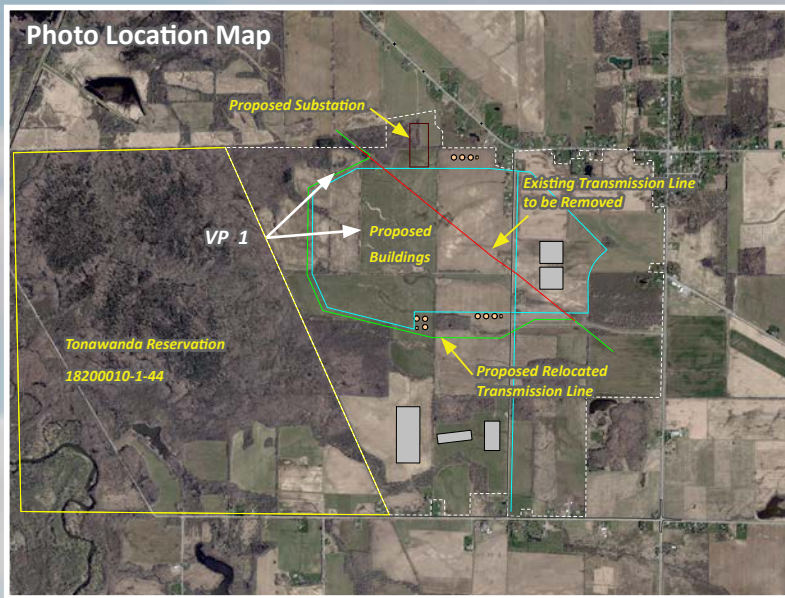 Photo Location Map
Proposed Substation
Existing Transmission Line
to be Removed
VP 1
Proposed
Buildings
Tonawanda Reservation
18200010-1-44
Proposed Relocated
Transmission Line